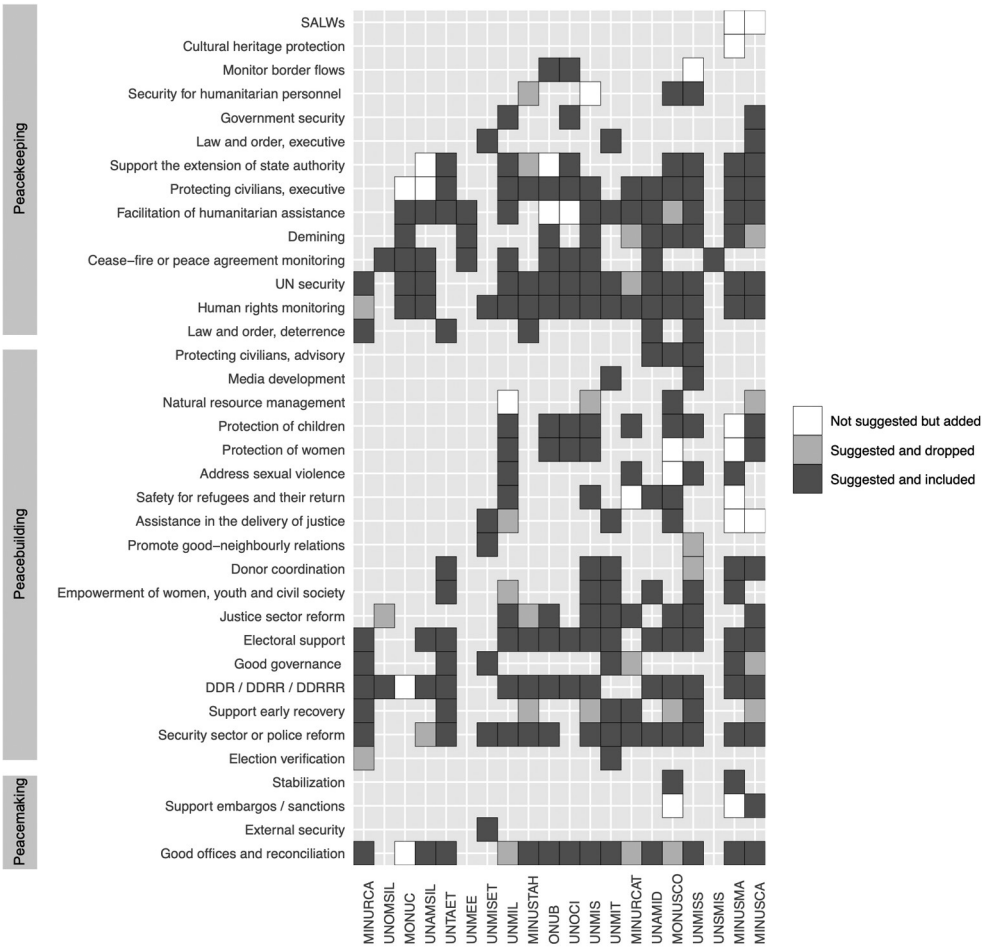 Peacekeeping
SALWs
Cultural heritage protection
Monitor border flows
Security for humanitarian personnel
Government security
Law and order, executive
Support the extension of state authority
Protecting civilians, executive
Facilitation of humanitarian assistance
Demining
Cease–fire or peace agreement monitoring
UN security
Human rights monitoring
Law and order, deterrence
Peacebuilding
Protecting civilians, advisory
Media development
Natural resource management
Protection of children
Protection of women
Address sexual violence
Safety for refugees and their return
Assistance in the delivery of justice
Promote good–neighbourly relations
Donor coordination
Empowerment of women, youth and civil society
Justice sector reform
Electoral support
Good governance
DDR / DDRR / DDRRR
Support early recovery
Security sector or police reform
Election verification
Peacemaking
Stabilization
Support embargos / sanctions
External security
Good offices and reconciliation
MINURCA
UNOMSIL
MONUC
UNAMSIL
UNTAET
UNMEE
UNMISET
UNMIL
MINUSTAH
ONUB
UNOCI
UNMIS
UNMIT
MINURCAT
UNAMID
MONUSCO
UNMISS
UNSMIS
MINUSMA
MINUSCA
Not suggested but added
Suggested and dropped
Suggested and included